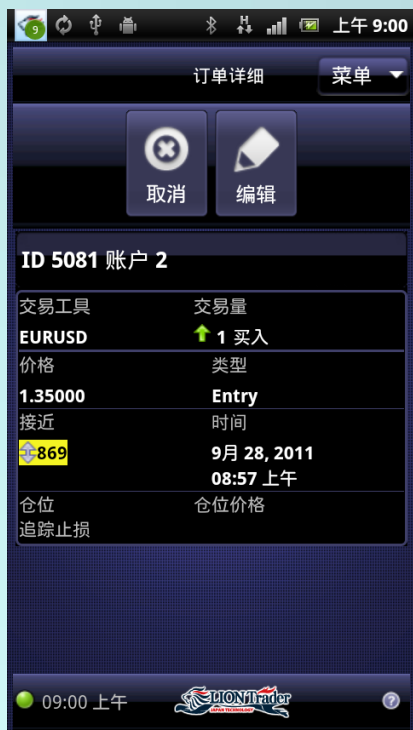 9
上午 9:00
订单详细
菜单
取消
编辑
ID 5081 账户 2
交易工具
交易量
EURUSD
1 买入
价格
类型
1.35000
Entry
接近
时间
869
9月 28, 2011
08:57 上午
仓位
仓位价格
追踪止损
09:00 上午
LIONTrader
JAPAN TECHNOLOGY
?